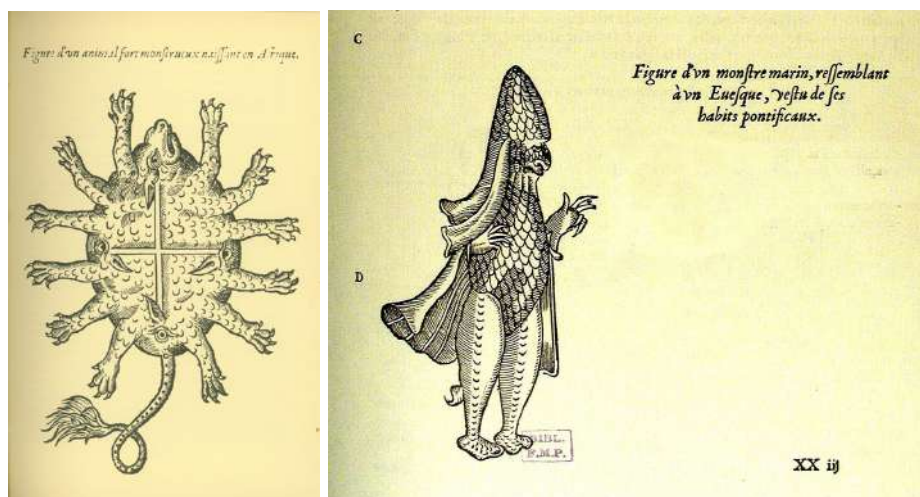 Figure d'vn animal fort monſtrueux naiſſant en Afrique.
C
Figure d'vn monſtre marin, reſſemblant
à vn Eueſque, veſtu de ſes
habits pontificaux.
D
BIBL.
F.M.P.
XX iij